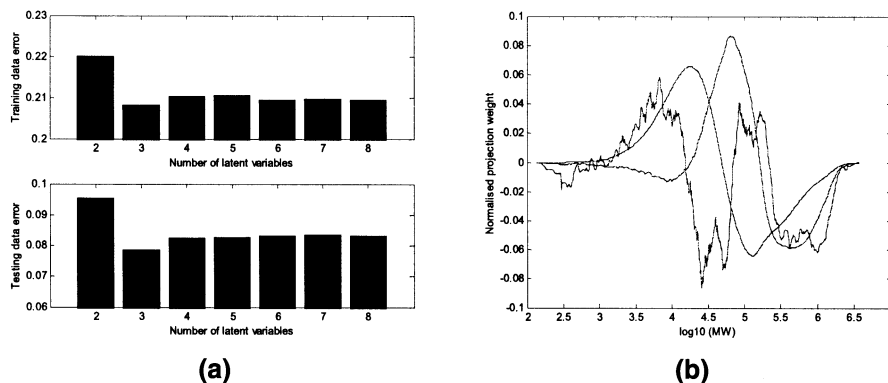 0.23
0.22
0.21
0.2
Training data error
2 3 4 5 6 7 8
Number of latent variables
0.1
0.09
0.08
0.07
0.06
Testing data error
2 3 4 5 6 7 8
Number of latent variables
(a)
0.1
0.08
0.06
0.04
0.02
0
-0.02
-0.04
-0.06
-0.08
-0.1
Normalised projection weight
2 2.5 3 3.5 4 4.5 5 5.5 6 6.5 7
log10 (MW)
(b)